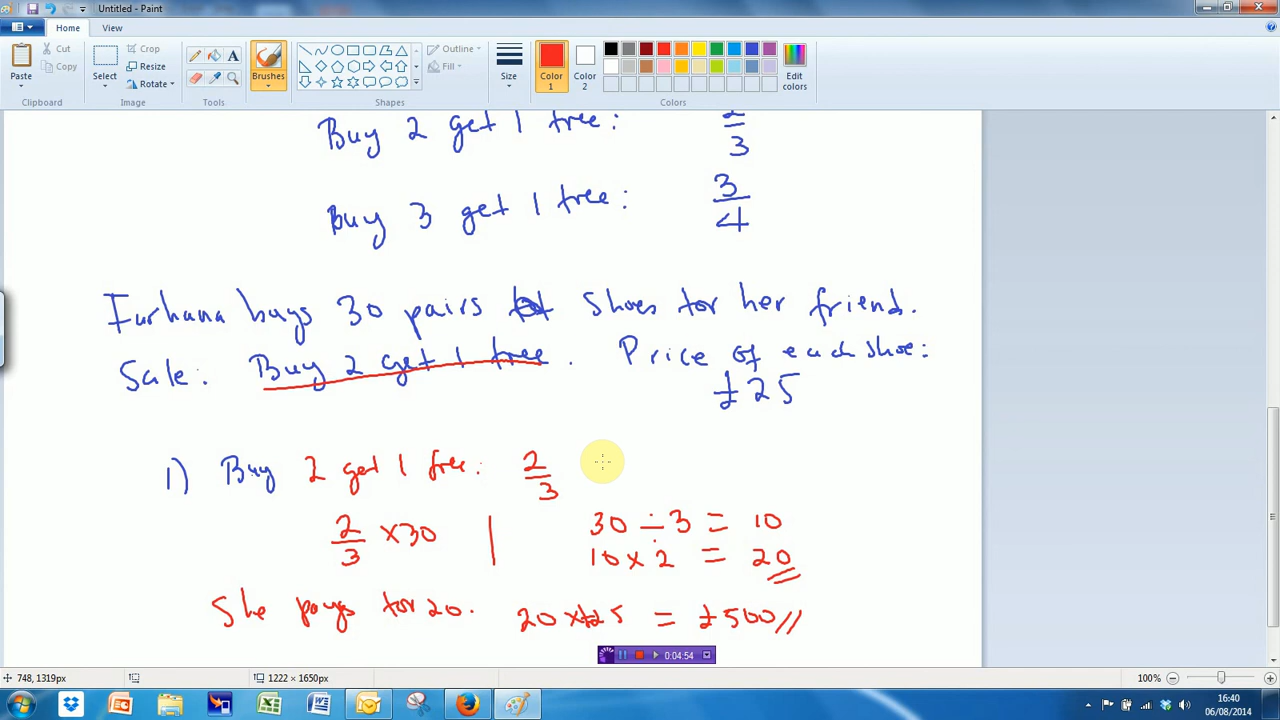 Untitled - Paint
Home View
Paste Cut Copy Select Crop Resize Rotate Brushes Outline Fill Size Color 1 Color 2 Edit colors
Clipboard Image Tools Shapes Colors
Buy 2 get 1 free: 2/3
Buy 3 get 1 free: 3/4
Furhana buys 30 pairs of shoes for her friend.
Sale: Buy 2 get 1 free. Price of each shoe:
£25
1) Buy 2 get 1 free: 2/3
2/3 x30 | 30 ÷ 3 = 10
10 x 2 = 20
She pays for 20. 20 x £25 = £500//
0:04:54
748, 1319px 1222 × 1650px 100%
16:40
06/08/2014